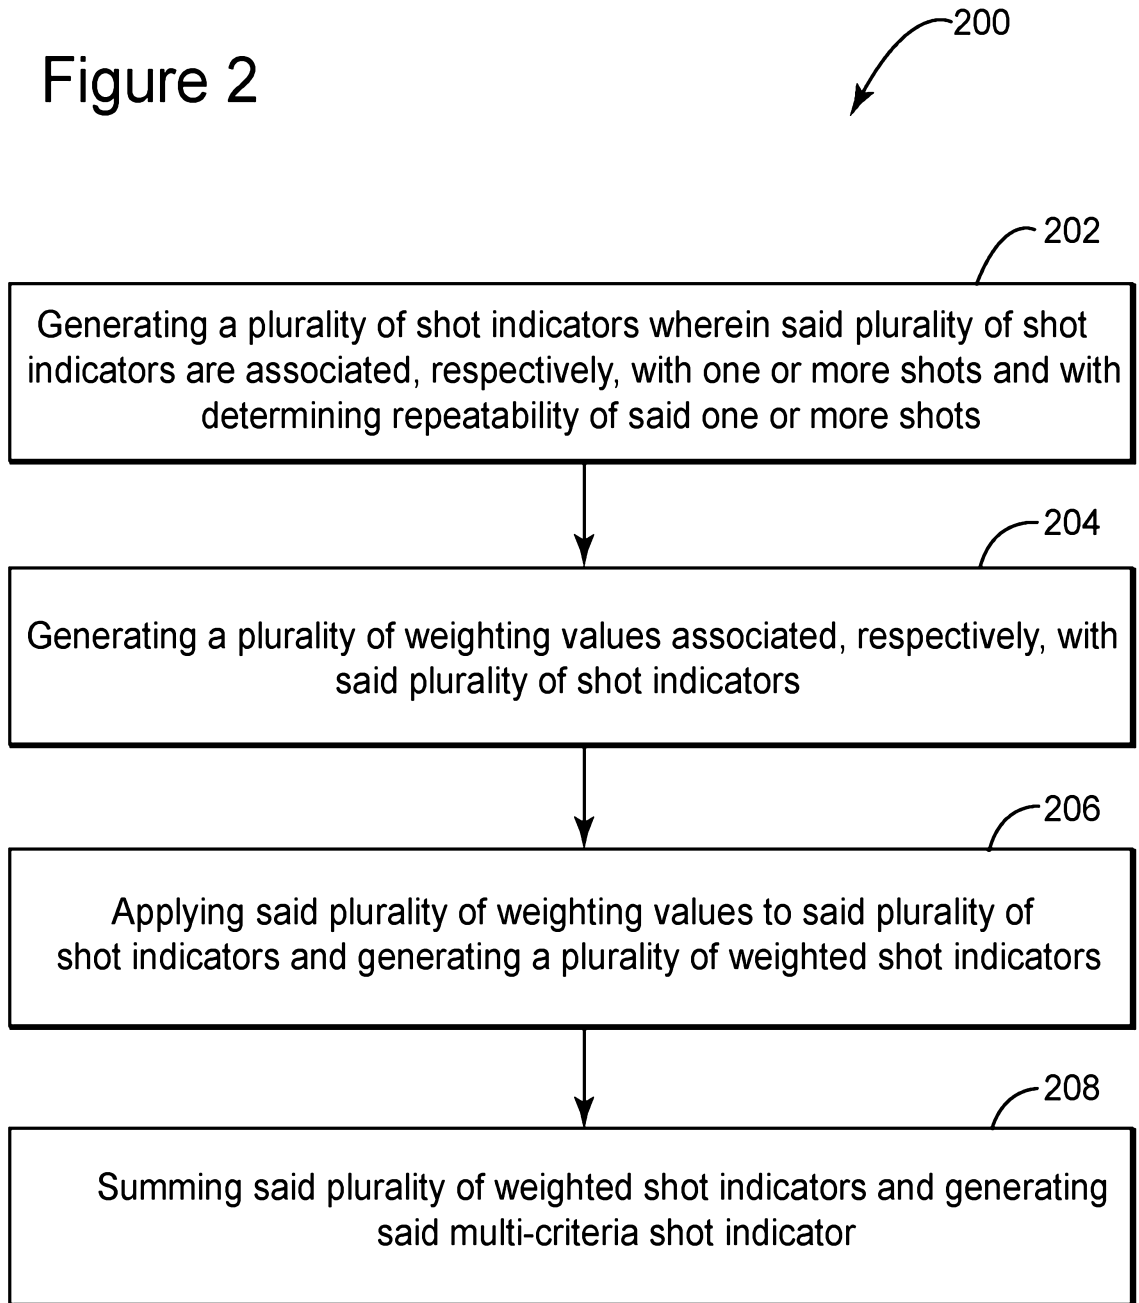 200
Figure 2
202
Generating a plurality of shot indicators wherein said plurality of shot
indicators are associated, respectively, with one or more shots and with
determining repeatability of said one or more shots
204
Generating a plurality of weighting values associated, respectively, with
said plurality of shot indicators
206
Applying said plurality of weighting values to said plurality of
shot indicators and generating a plurality of weighted shot indicators
208
Summing said plurality of weighted shot indicators and generating
said multi-criteria shot indicator